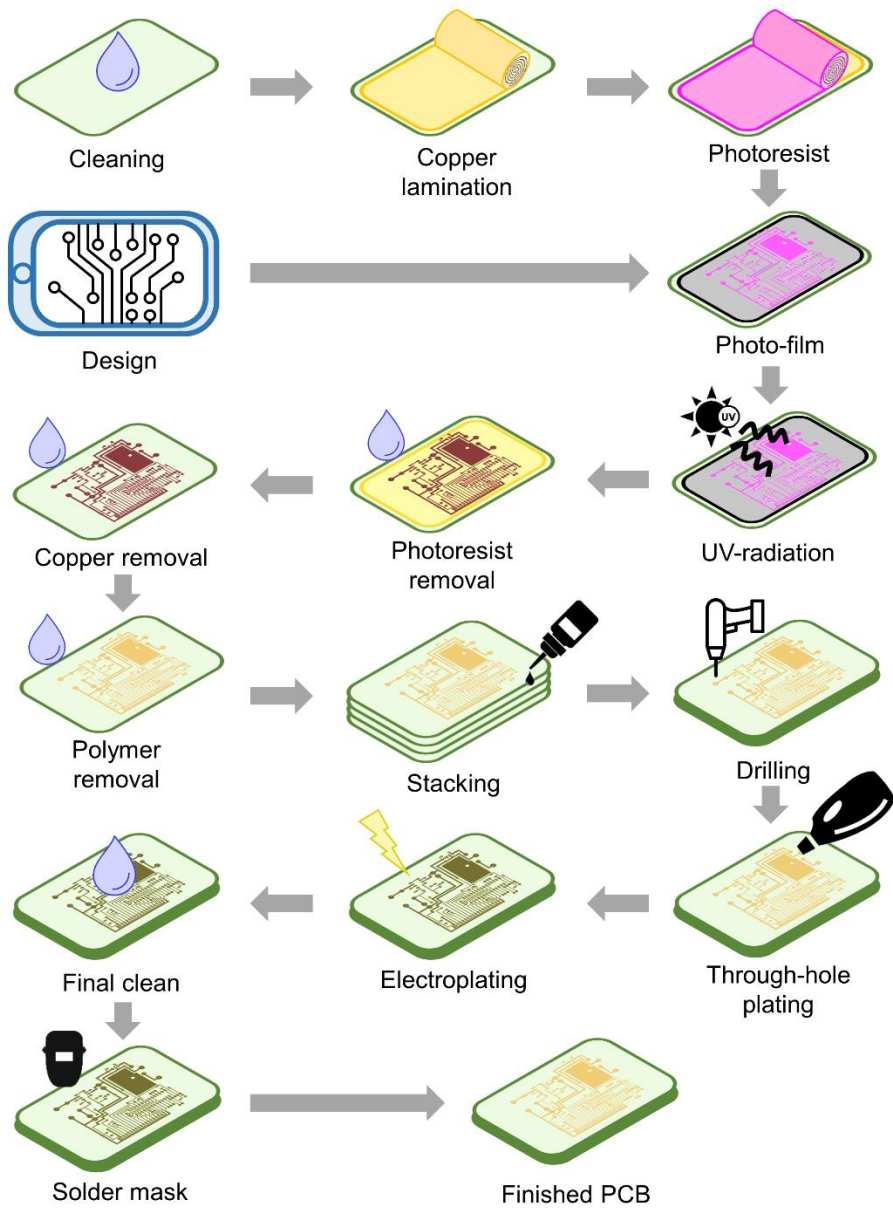 Cleaning
Copper
lamination
Photoresist
Design
Photo-film
UV
Copper removal
Photoresist
removal
UV-radiation
Polymer
removal
Stacking
Drilling
Final clean
Electroplating
Through-hole
plating
Solder mask
Finished PCB